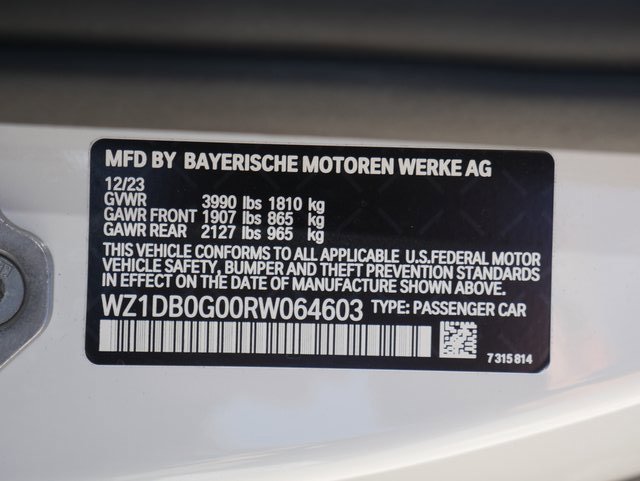 MFD BY BAYERISCHE MOTOREN WERKE AG
12/23
GVWR 3990 lbs 1810 kg
GAWR FRONT 1907 lbs 865 kg
GAWR REAR 2127 lbs 965 kg
THIS VEHICLE CONFORMS TO ALL APPLICABLE U.S.FEDERAL MOTOR
VEHICLE SAFETY, BUMPER AND THEFT PREVENTION STANDARDS
IN EFFECT ON THE DATE OF MANUFACTURE SHOWN ABOVE.
WZ1DB0G00RW064603 TYPE: PASSENGER CAR
7315814